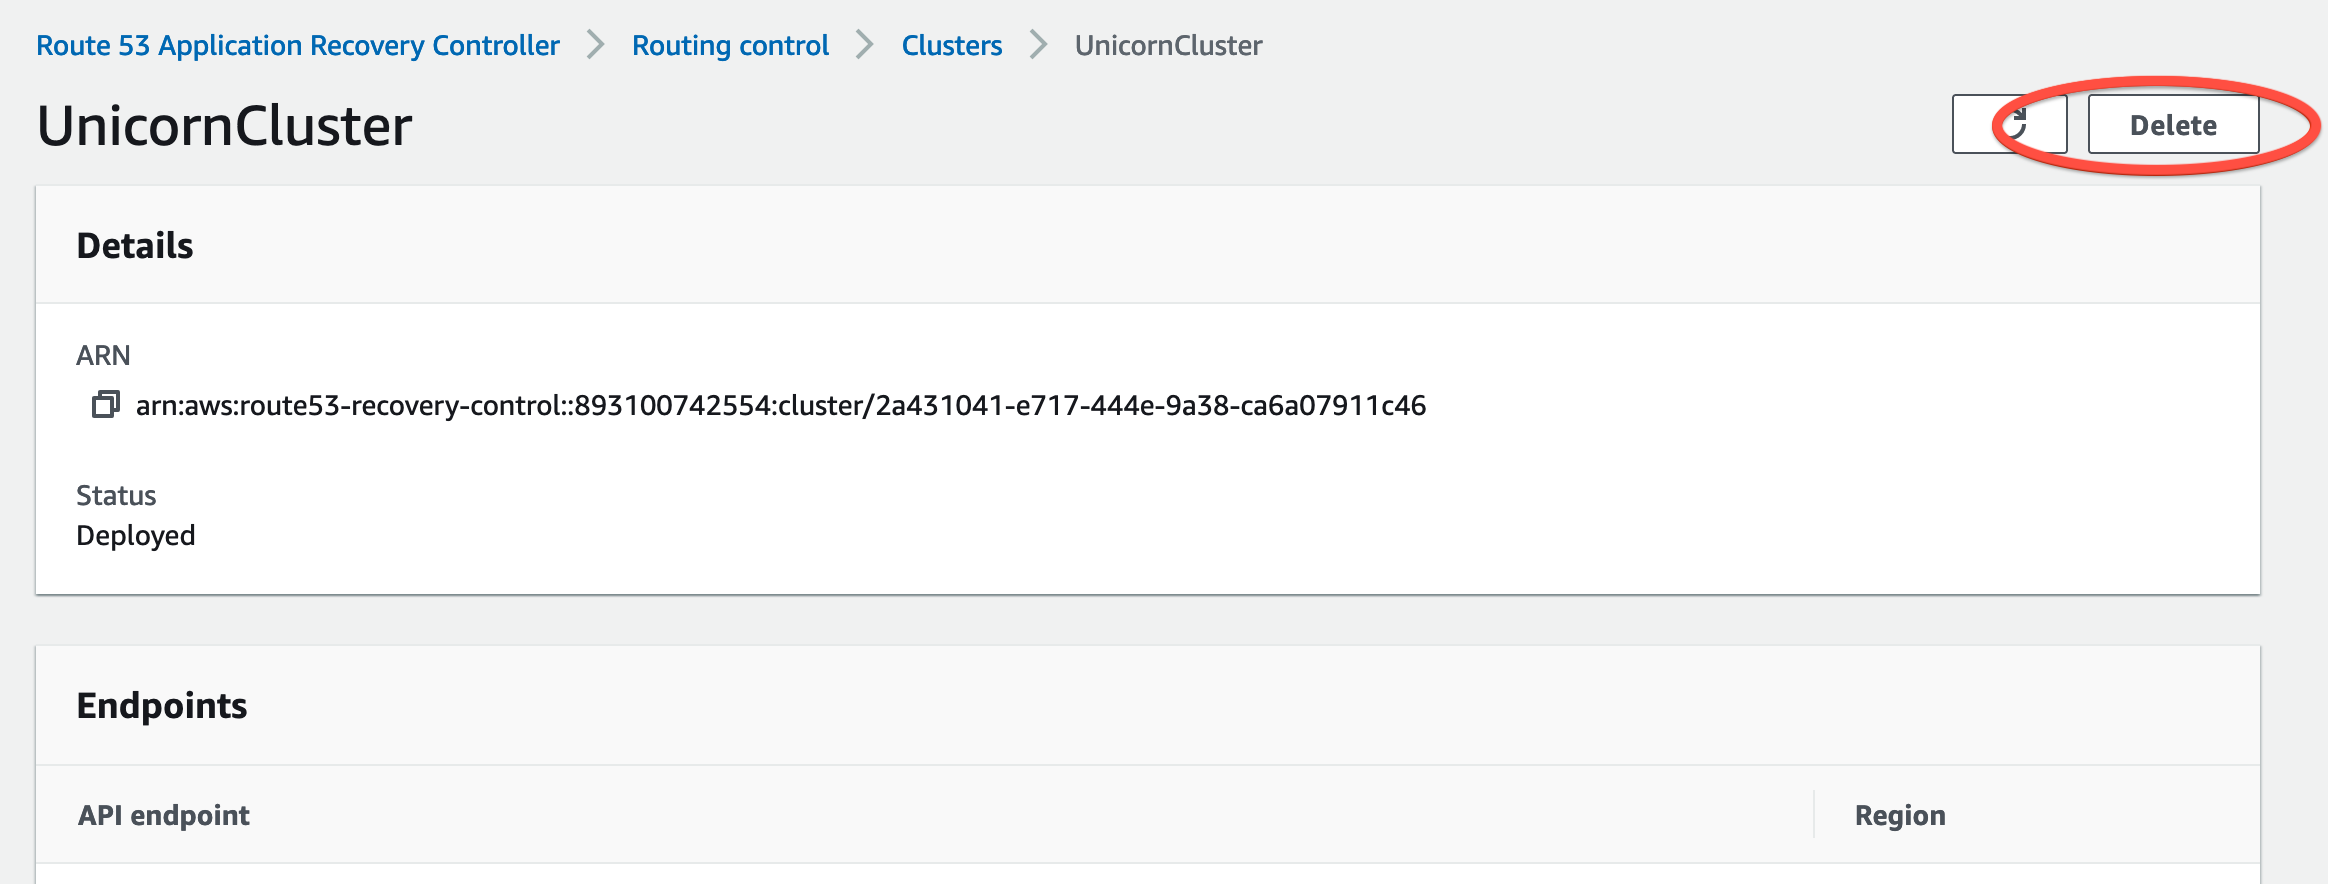 Route 53 Application Recovery Controller > Routing control > Clusters > UnicornCluster
UnicornCluster
Delete
Details
ARN
arn:aws:route53-recovery-control::893100742554:cluster/2a431041-e717-444e-9a38-ca6a07911c46
Status
Deployed
Endpoints
API endpoint Region